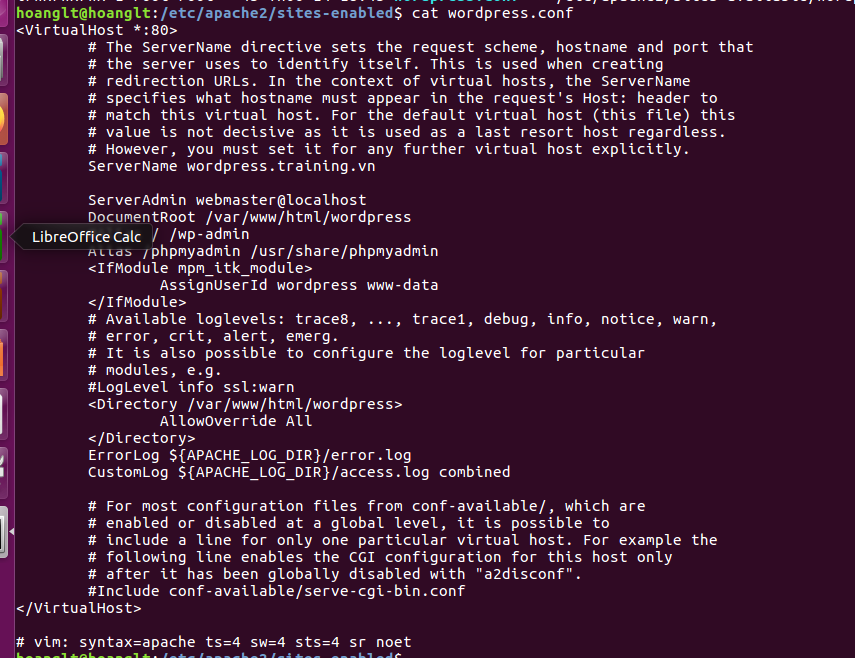 hoanglt@hoanglt:/etc/apache2/sites-enabled$ cat wordpress.conf
<VirtualHost *:80>
# The ServerName directive sets the request scheme, hostname and port that
# the server uses to identify itself. This is used when creating
# redirection URLs. In the context of virtual hosts, the ServerName
# specifies what hostname must appear in the request's Host: header to
# match this virtual host. For the default virtual host (this file) this
# value is not decisive as it is used as a last resort host regardless.
# However, you must set it for any further virtual host explicitly.
ServerName wordpress.training.vn
ServerAdmin webmaster@localhost
DocumentRoot /var/www/html/wordpress
LibreOffice Calc
/ /wp-admin
Alias /phpmyadmin /usr/share/phpmyadmin
<IfModule mpm_itk_module>
AssignUserId wordpress www-data
</IfModule>
# Available loglevels: trace8, ..., trace1, debug, info, notice, warn,
# error, crit, alert, emerg.
# It is also possible to configure the loglevel for particular
# modules, e.g.
#LogLevel info ssl:warn
<Directory /var/www/html/wordpress>
AllowOverride All
</Directory>
ErrorLog ${APACHE_LOG_DIR}/error.log
CustomLog ${APACHE_LOG_DIR}/access.log combined
# For most configuration files from conf-available/, which are
# enabled or disabled at a global level, it is possible to
# include a line for only one particular virtual host. For example the
# following line enables the CGI configuration for this host only
# after it has been globally disabled with "a2disconf".
#Include conf-available/serve-cgi-bin.conf
</VirtualHost>
# vim: syntax=apache ts=4 sw=4 sts=4 sr noet
hoanglt@hoanglt:/etc/apache2/sites-enabled$